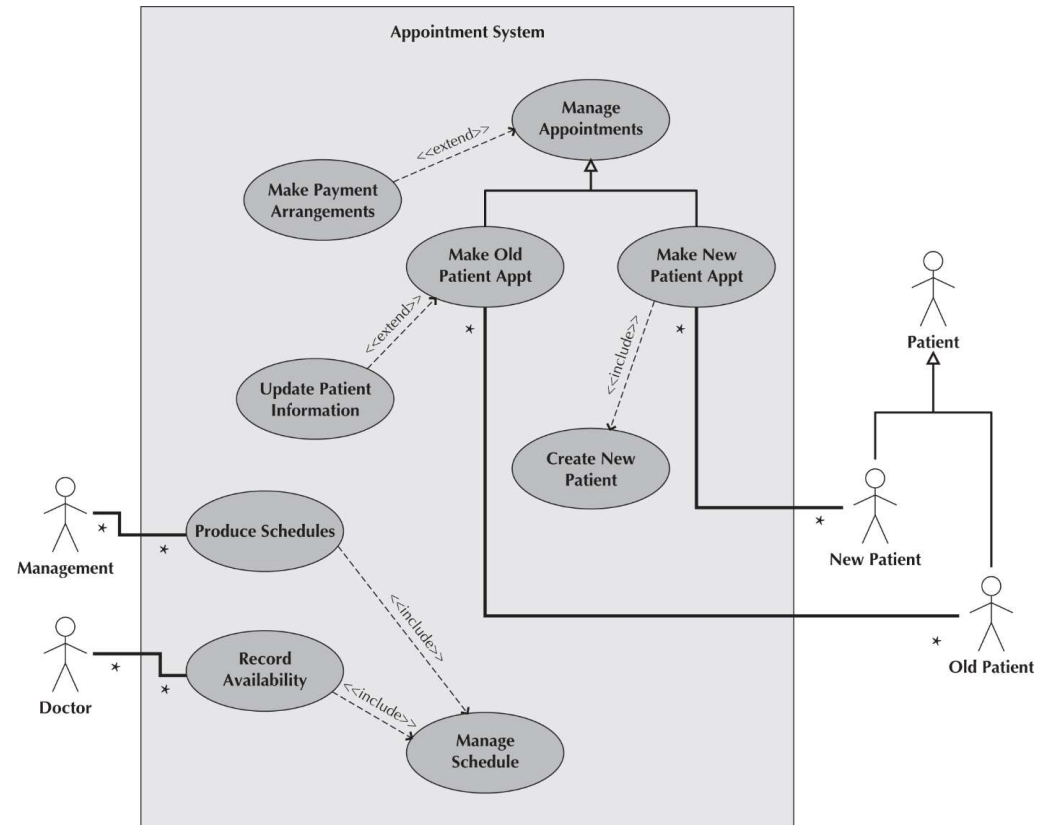 Appointment System
Manage
Appointments
<<extend>>
Make Payment
Arrangements
Make Old
Patient Appt
Make New
Patient Appt
*
*
<<extend>>
<<include>>
Patient
Update Patient
Information
Create New
Patient
Management
*
*
Produce Schedules
*
New Patient
<<include>>
Doctor
*
*
Record
Availability
<<include>>
*
Old Patient
Manage
Schedule